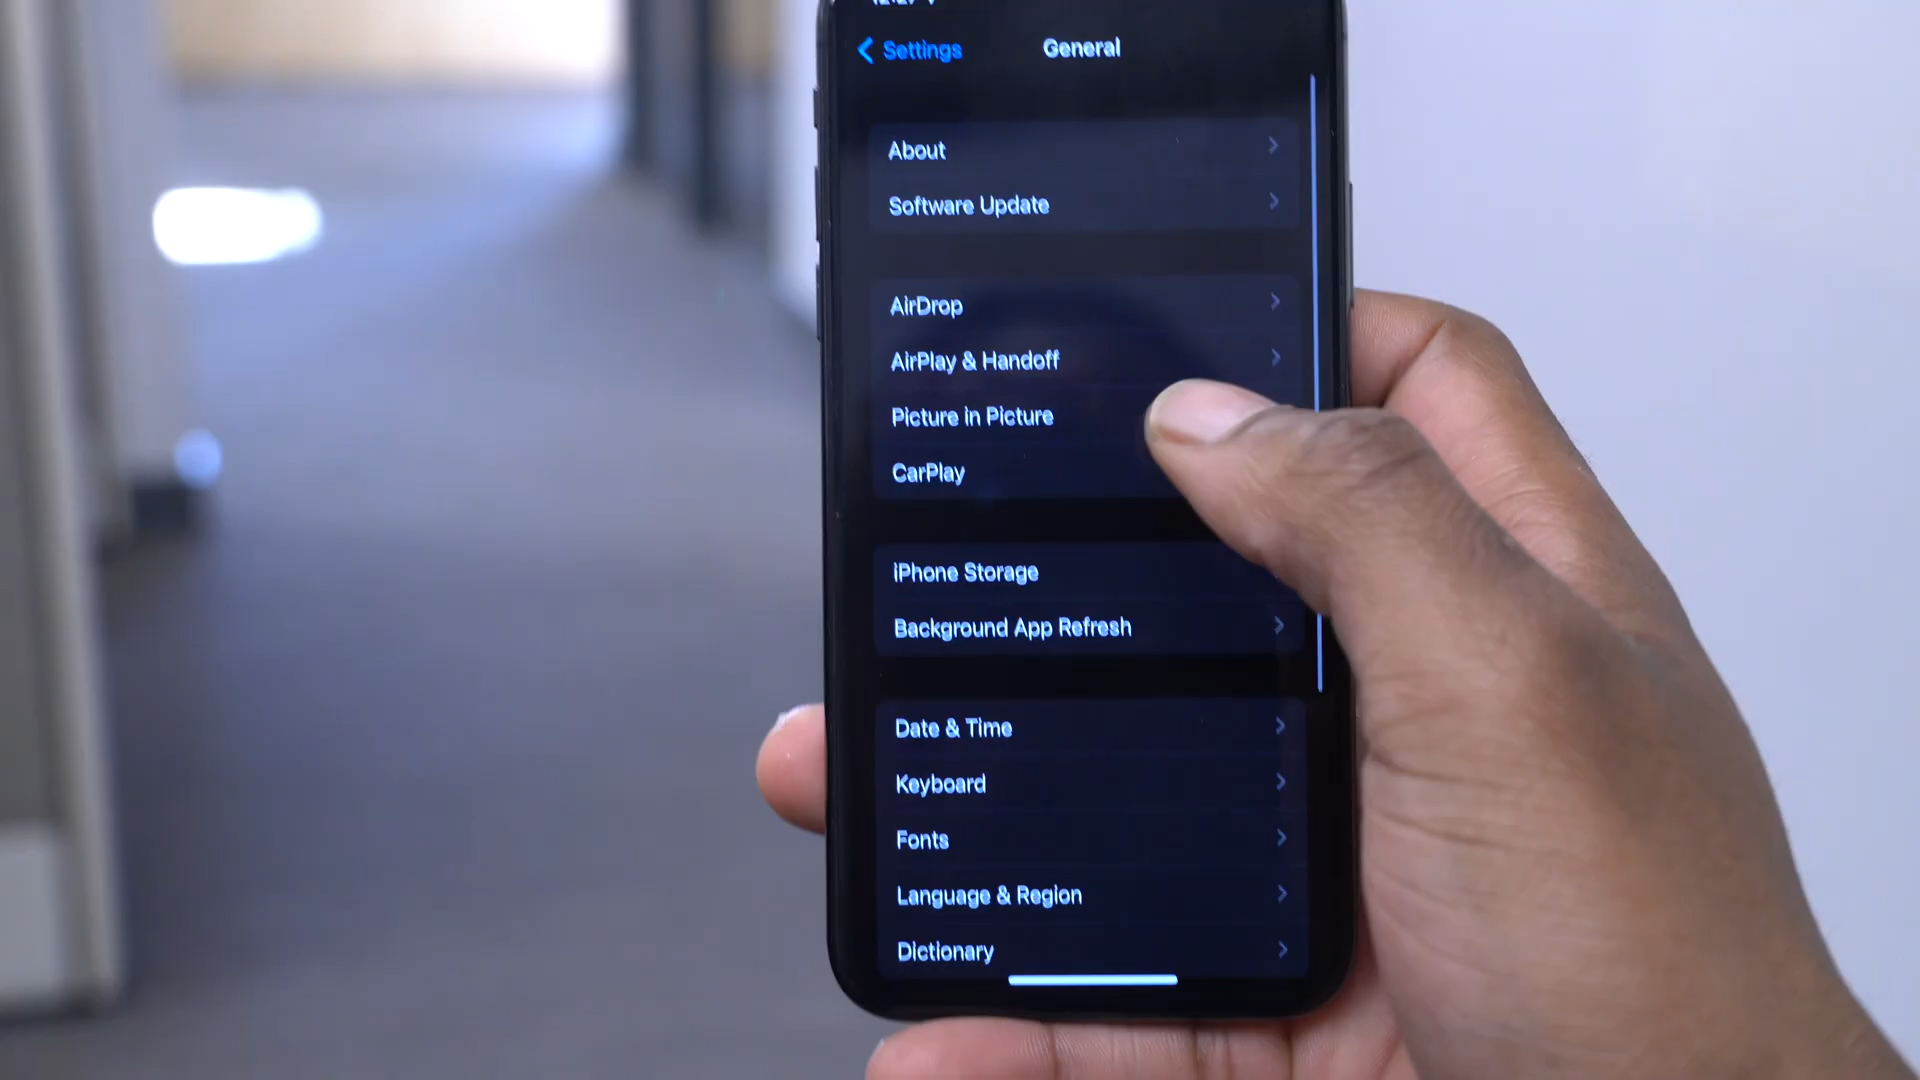 Settings
General
About
Software Update
AirDrop
AirPlay & Handoff
Picture in Picture
CarPlay
iPhone Storage
Background App Refresh
Date & Time
Keyboard
Fonts
Language & Region
Dictionary